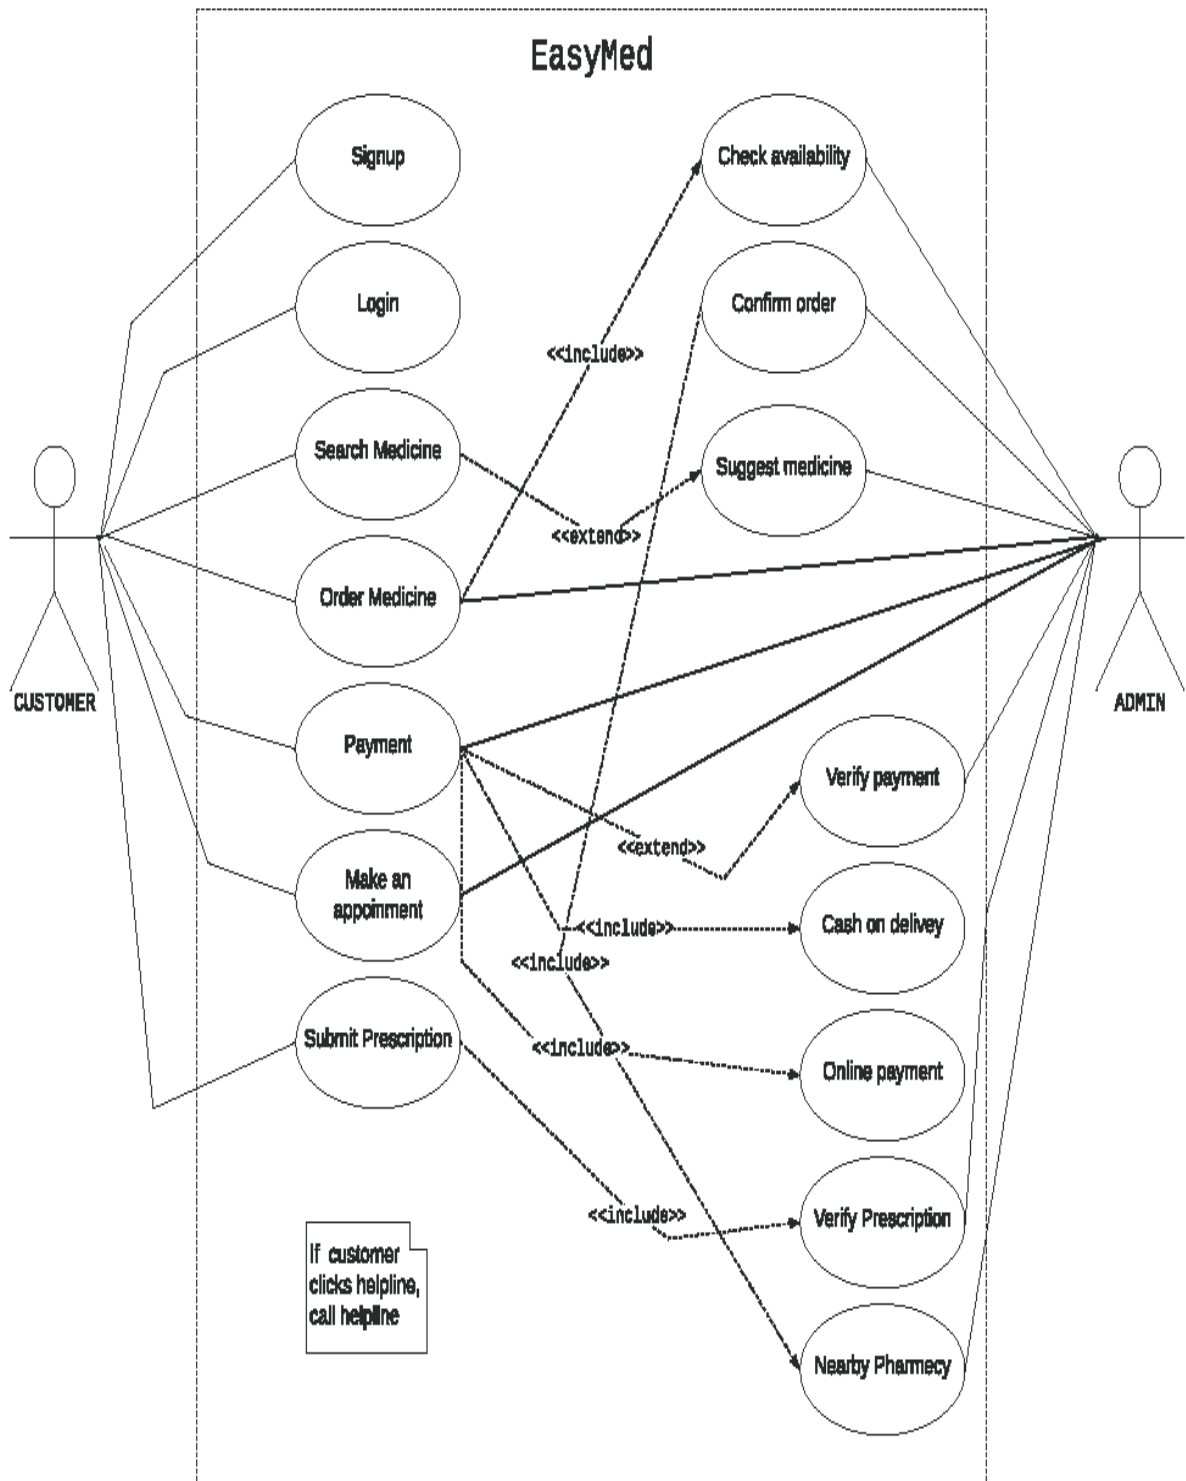 EasyMed
Signup
Check availability
Login
Confirm order
<<include>>
Search Medicine
Suggest medicine
<<extend>>
Order Medicine
CUSTOMER
ADMIN
Payment
Verify payment
<<extend>>
Make an
appoinment
Cash on delivey
<<include>>
<<include>>
Submit Prescription
<<include>>
Online payment
<<include>>
Verify Prescription
If customer
clicks helpline,
call helpline
Nearby Pharmecy